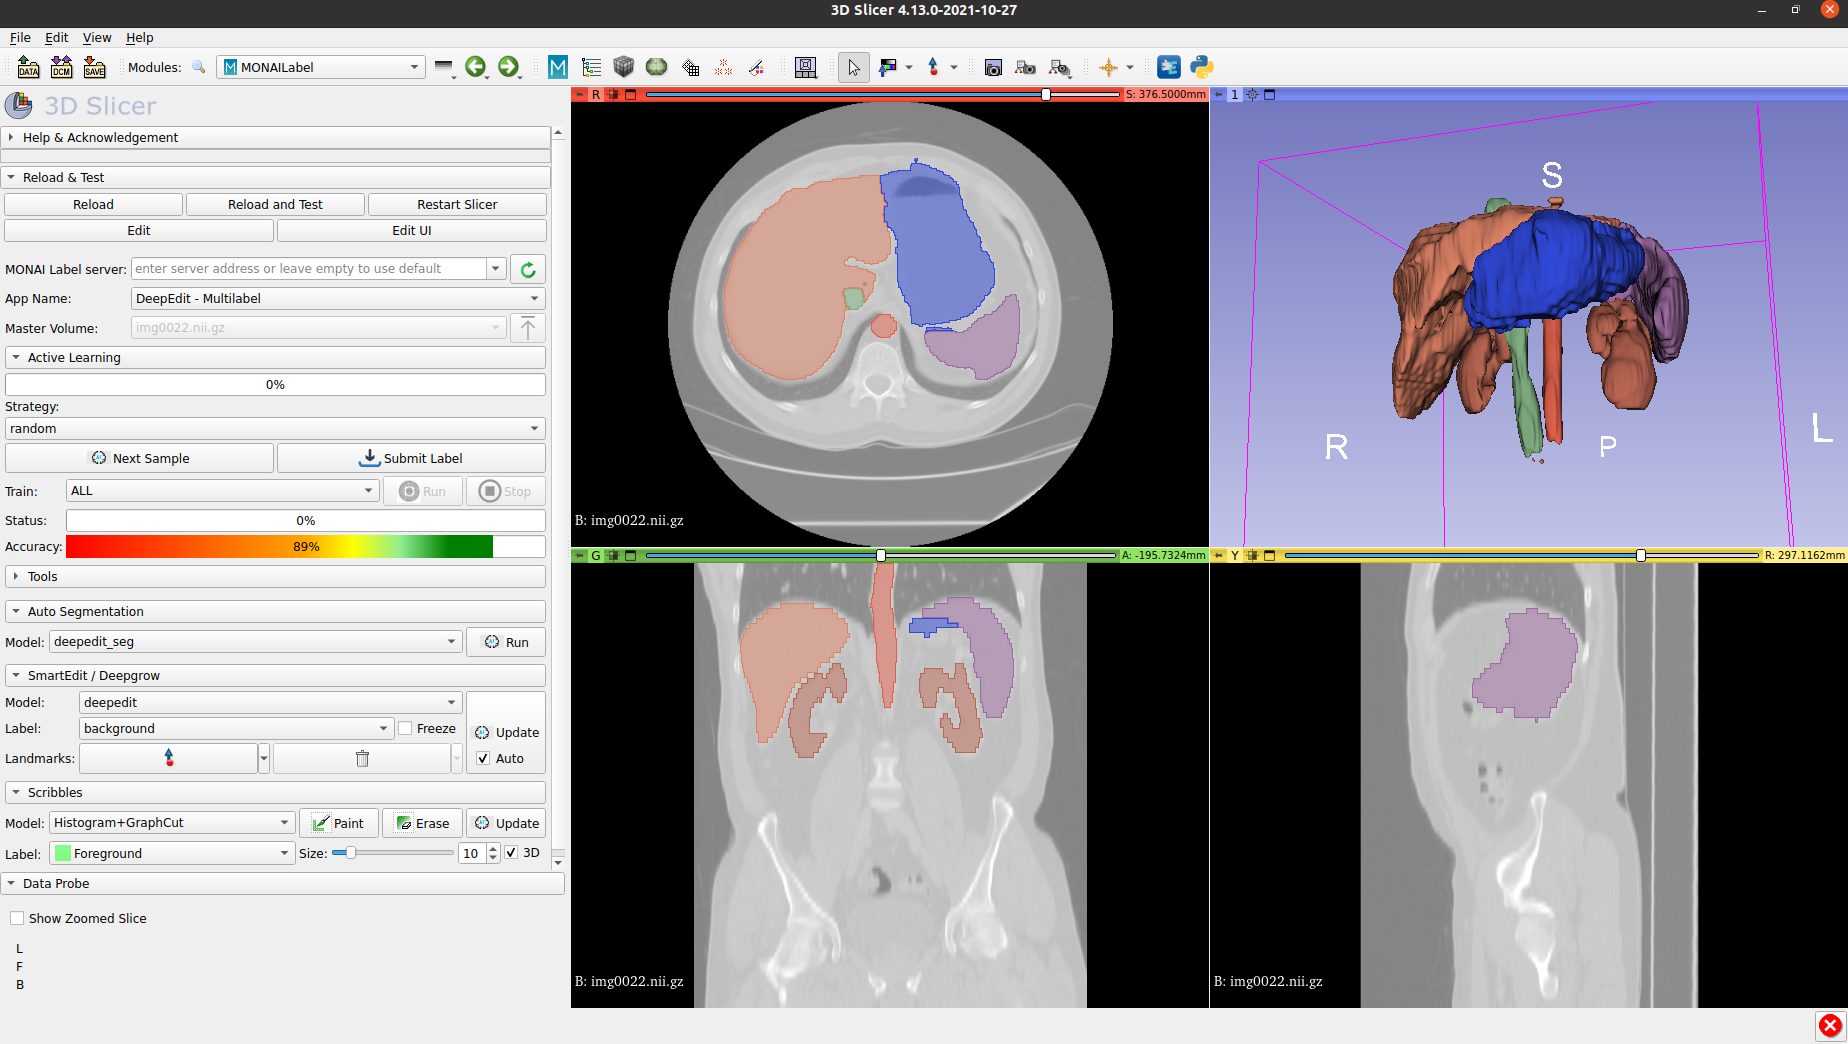 3D Slicer 4.13.0-2021-10-27
File Edit View Help
DATA DCM SAVE Modules: MONAILabel
3D Slicer
Help & Acknowledgement
Reload & Test
Reload Reload and Test Restart Slicer
Edit Edit UI
MONAI Label server: enter server address or leave empty to use default
App Name: DeepEdit - Multilabel
Master Volume: img0022.nii.gz
Active Learning
0%
Strategy:
random
Next Sample Submit Label
Train: ALL Run Stop
Status: 0%
Accuracy: 89%
Tools
Auto Segmentation
Model: deepedit_seg Run
SmartEdit / Deepgrow
Model: deepedit
Label: background Freeze Update
Landmarks: Auto
Scribbles
Model: Histogram+GraphCut Paint Erase Update
Label: Foreground Size: 10 3D
Data Probe
Show Zoomed Slice
L
F
B
R S: 376.5000mm
B: img0022.nii.gz
1
S
R P L
G A: -195.7324mm
B: img0022.nii.gz
Y R: 297.1162mm
B: img0022.nii.gz